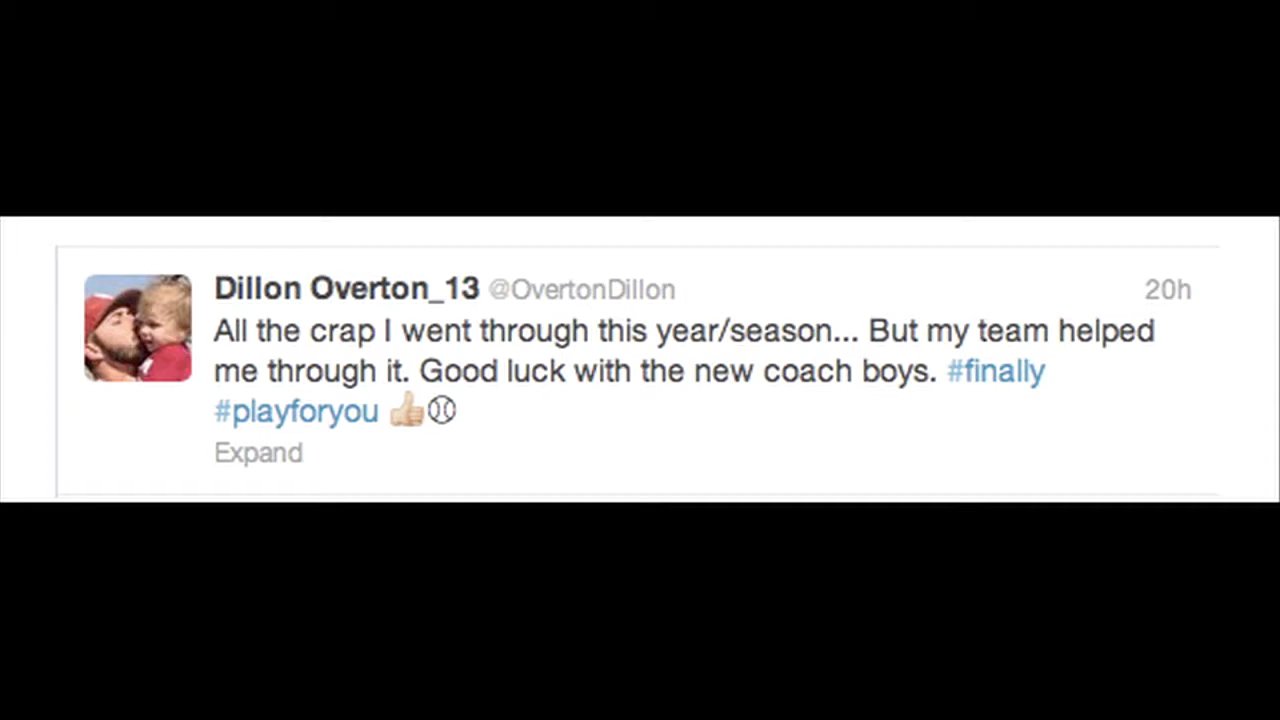 Dillon Overton_13 @OvertonDillon 20h
All the crap I went through this year/season... But my team helped
me through it. Good luck with the new coach boys. #finally
#playforyou 👍🏼⚾
Expand